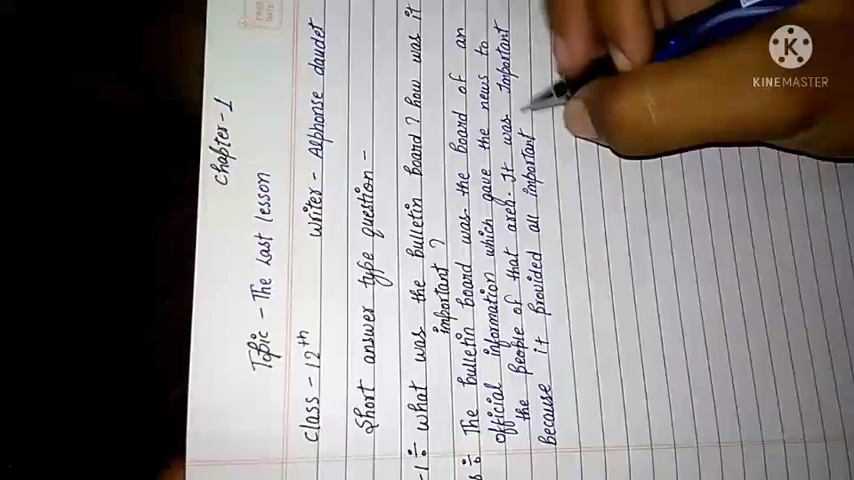 PAGE
DATE
Chapter-1
Topic - The Last lesson
Class - 12th writer - Alphonse daudet
Short answer type question -
-1 ÷ what was the bulletin board ? how was it
important ?
s ÷ The bulletin board was the board of an
official information which gave the news to
the people of that area. It was important
because it provided all important
K
KINEMASTER